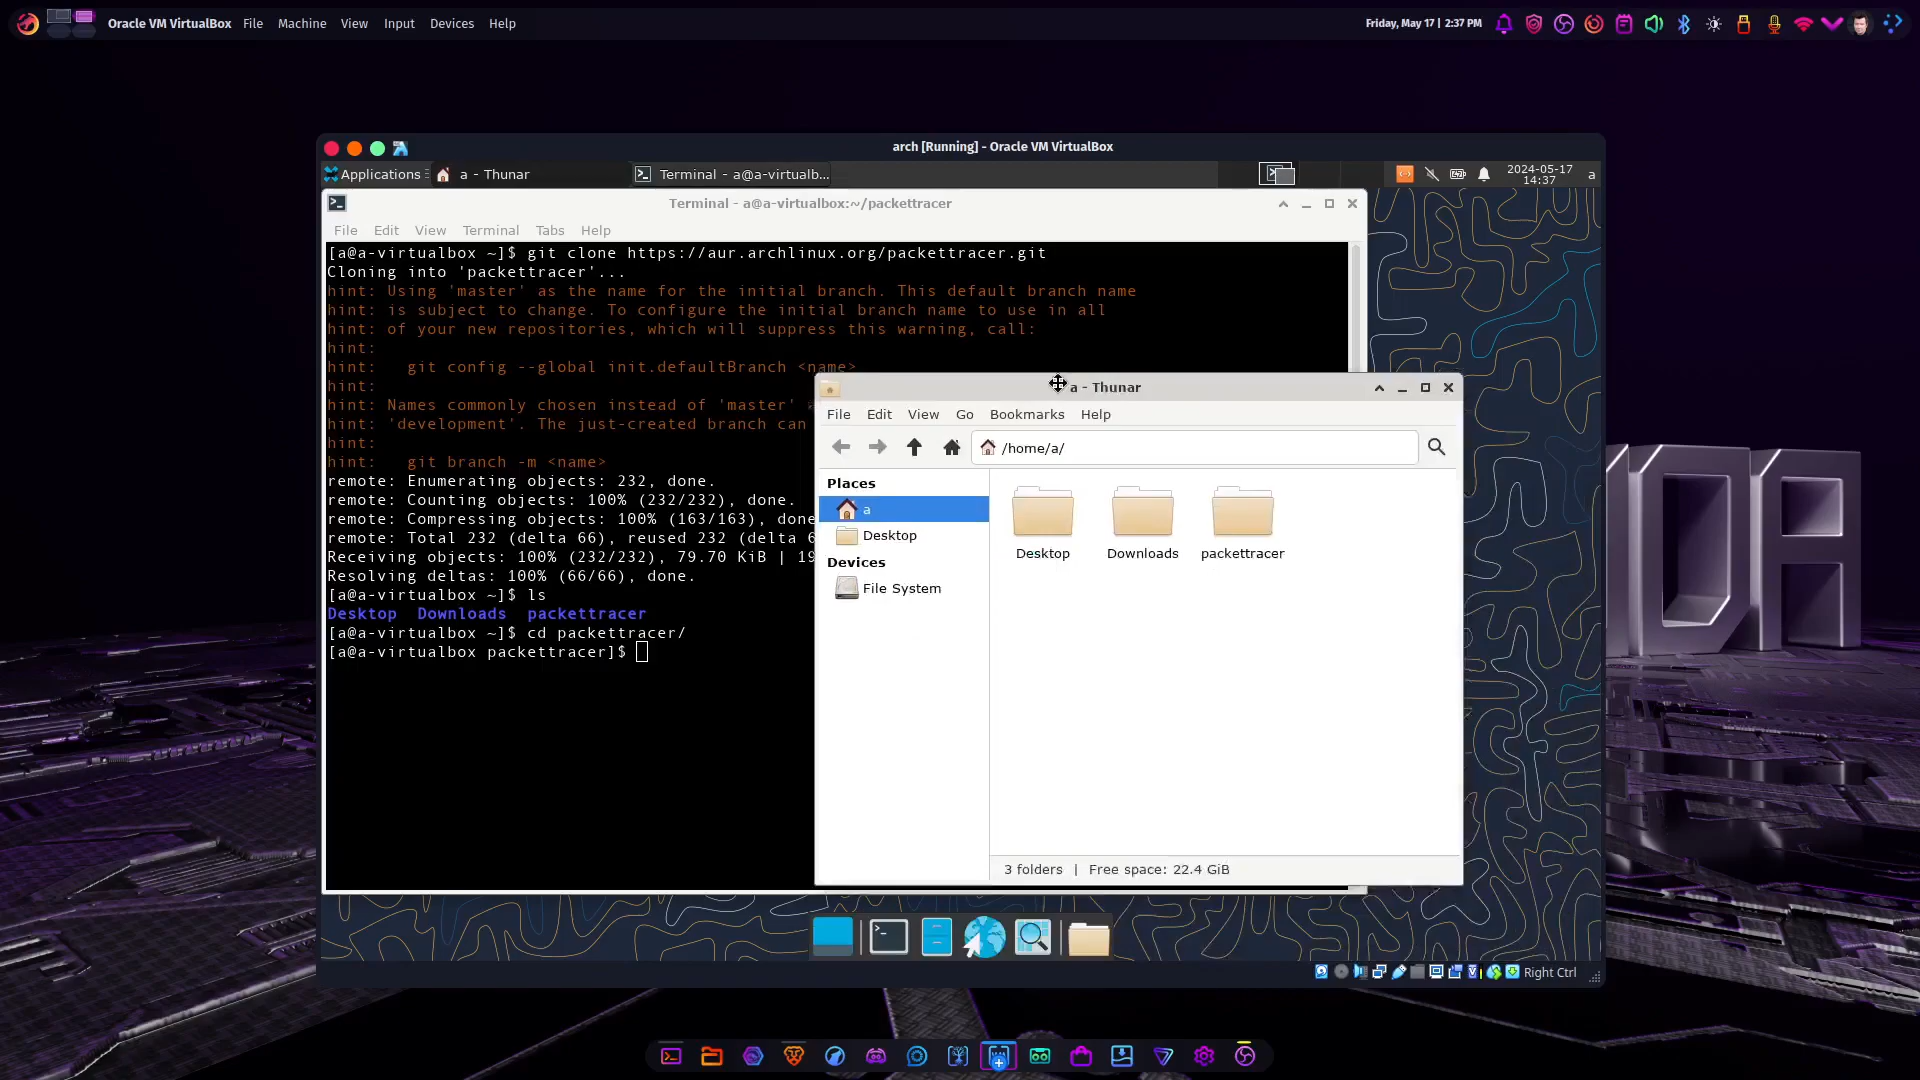 Oracle VM VirtualBox File Machine View Input Devices Help
Friday, May 17 | 2:37 PM
arch [Running] - Oracle VM VirtualBox
Applications a - Thunar Terminal - a@a-virtualb...
2024-05-17
14:37
a
Terminal - a@a-virtualbox:~/packettracer
File Edit View Terminal Tabs Help
[a@a-virtualbox ~]$ git clone https://aur.archlinux.org/packettracer.git
Cloning into 'packettracer'...
hint: Using 'master' as the name for the initial branch. This default branch name
hint: is subject to change. To configure the initial branch name to use in all
hint: of your new repositories, which will suppress this warning, call:
hint:
hint:   git config --global init.defaultBranch <name>
hint:
hint: Names commonly chosen instead of 'master'
hint: 'development'. The just-created branch can
hint:
hint:   git branch -m <name>
remote: Enumerating objects: 232, done.
remote: Counting objects: 100% (232/232), done.
remote: Compressing objects: 100% (163/163), done
remote: Total 232 (delta 66), reused 232 (delta 6
Receiving objects: 100% (232/232), 79.70 KiB | 19
Resolving deltas: 100% (66/66), done.
[a@a-virtualbox ~]$ ls
Desktop  Downloads  packettracer
[a@a-virtualbox ~]$ cd packettracer/
[a@a-virtualbox packettracer]$
a - Thunar
File Edit View Go Bookmarks Help
/home/a/
Places
a
Desktop
Devices
File System
Desktop Downloads packettracer
3 folders | Free space: 22.4 GiB
Right Ctrl